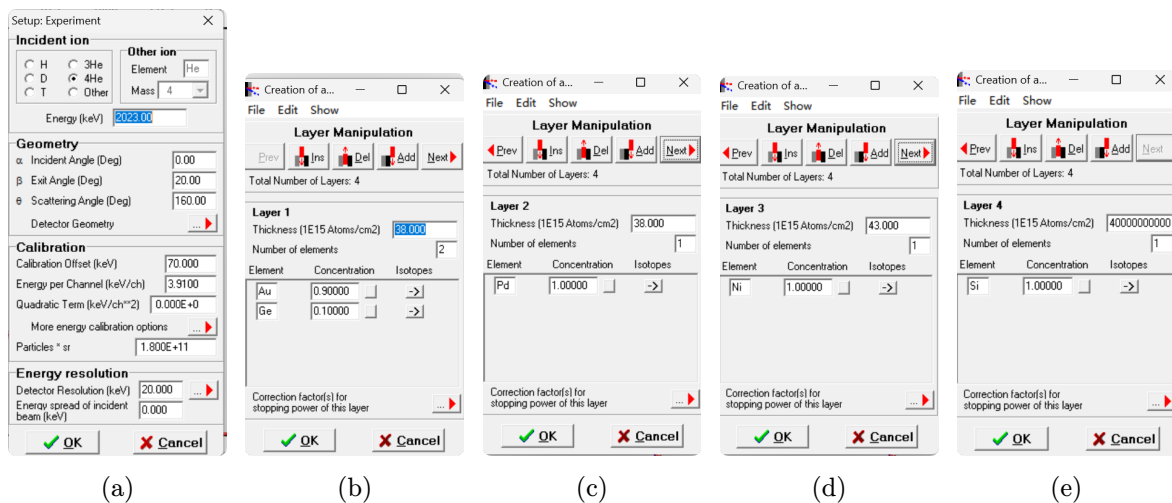 Setup: Experiment
Incident ion
H 3He
D 4He
T Other
Other ion
Element He
Mass 4
Energy (keV) 2023.00
Geometry
α Incident Angle (Deg) 0.00
β Exit Angle (Deg) 20.00
θ Scattering Angle (Deg) 160.00
Detector Geometry ...
Calibration
Calibration Offset (keV) 70.000
Energy per Channel (keV/ch) 3.9100
Quadratic Term (keV/ch**2) 0.000E+0
More energy calibration options ...
Particles * sr 1.800E+11
Energy resolution
Detector Resolution (keV) 20.000 ...
Energy spread of incident
beam (keV) 0.000
OK Cancel
(a)
Creation of a...
File Edit Show
Layer Manipulation
Prev Ins Del Add Next
Total Number of Layers: 4
Layer 1
Thickness (1E15 Atoms/cm2) 38.000
Number of elements 2
Element Concentration Isotopes
Au 0.90000 ->
Ge 0.10000 ->
Correction factor(s) for
stopping power of this layer ...
OK Cancel
(b)
Creation of a...
File Edit Show
Layer Manipulation
Prev Ins Del Add Next
Total Number of Layers: 4
Layer 2
Thickness (1E15 Atoms/cm2) 38.000
Number of elements 1
Element Concentration Isotopes
Pd 1.00000 ->
Correction factor(s) for
stopping power of this layer ...
OK Cancel
(c)
Creation of a...
File Edit Show
Layer Manipulation
Prev Ins Del Add Next
Total Number of Layers: 4
Layer 3
Thickness (1E15 Atoms/cm2) 43.000
Number of elements 1
Element Concentration Isotopes
Ni 1.00000 ->
Correction factor(s) for
stopping power of this layer ...
OK Cancel
(d)
Creation of a...
File Edit Show
Layer Manipulation
Prev Ins Del Add Next
Total Number of Layers: 4
Layer 4
Thickness (1E15 Atoms/cm2) 40000000000
Number of elements 1
Element Concentration Isotopes
Si 1.00000 ->
Correction factor(s) for
stopping power of this layer ...
OK Cancel
(e)